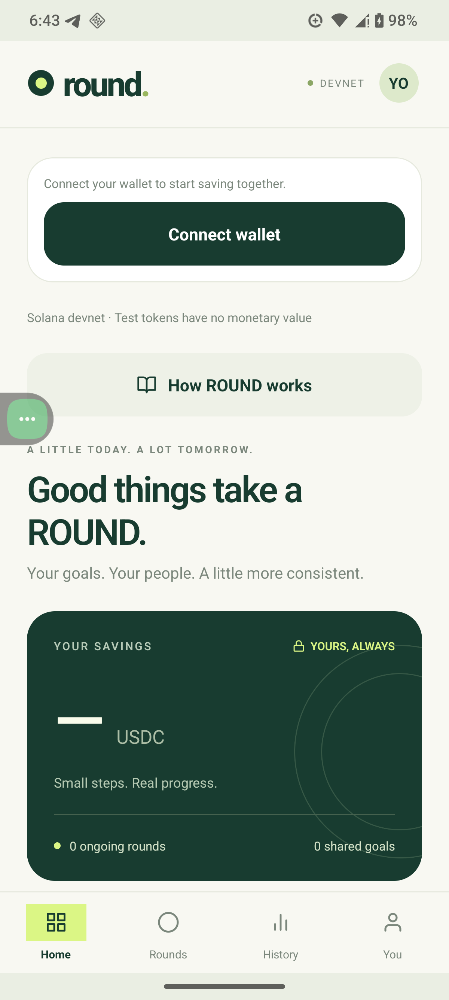 6:43
98%
round.
DEVNET
YO
Connect your wallet to start saving together.
Connect wallet
Solana devnet · Test tokens have no monetary value
How ROUND works
A LITTLE TODAY. A LOT TOMORROW.
Good things take a
ROUND.
Your goals. Your people. A little more consistent.
YOUR SAVINGS
YOURS, ALWAYS
— USDC
Small steps. Real progress.
0 ongoing rounds
0 shared goals
Home
Rounds
History
You